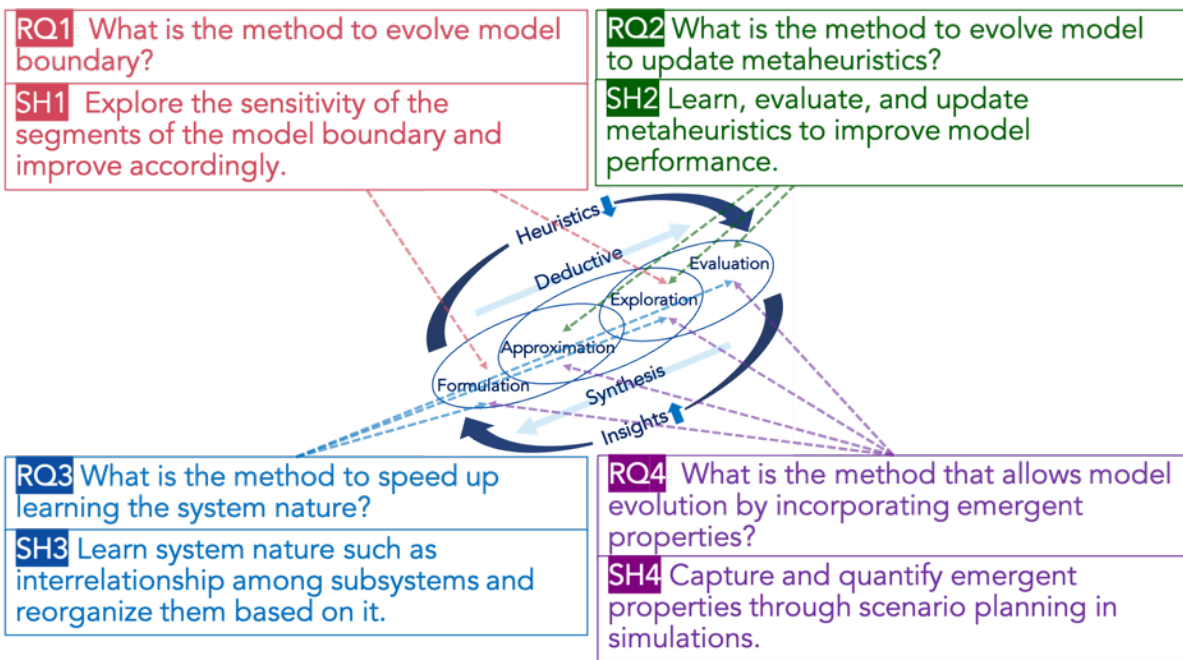 RQ1 What is the method to evolve model
boundary?
SH1 Explore the sensitivity of the
segments of the model boundary and
improve accordingly.
RQ2 What is the method to evolve model
to update metaheuristics?
SH2 Learn, evaluate, and update
metaheuristics to improve model
performance.
Heuristics
Deductive
Evaluation
Exploration
Approximation
Formulation
Synthesis
Insights
RQ3 What is the method to speed up
learning the system nature?
SH3 Learn system nature such as
interrelationship among subsystems and
reorganize them based on it.
RQ4 What is the method that allows model
evolution by incorporating emergent
properties?
SH4 Capture and quantify emergent
properties through scenario planning in
simulations.